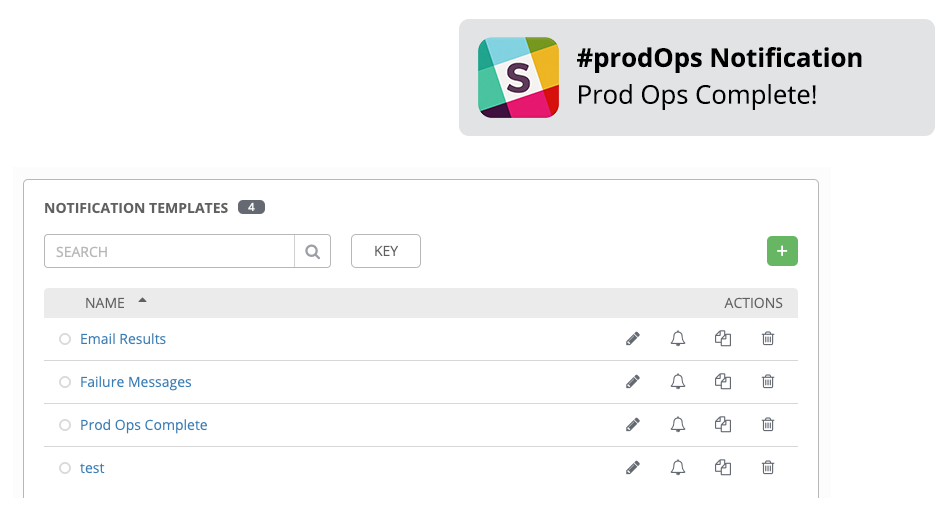 S
#prodOps Notification
Prod Ops Complete!
NOTIFICATION TEMPLATES 4
SEARCH KEY +
NAME ACTIONS
Email Results
Failure Messages
Prod Ops Complete
test